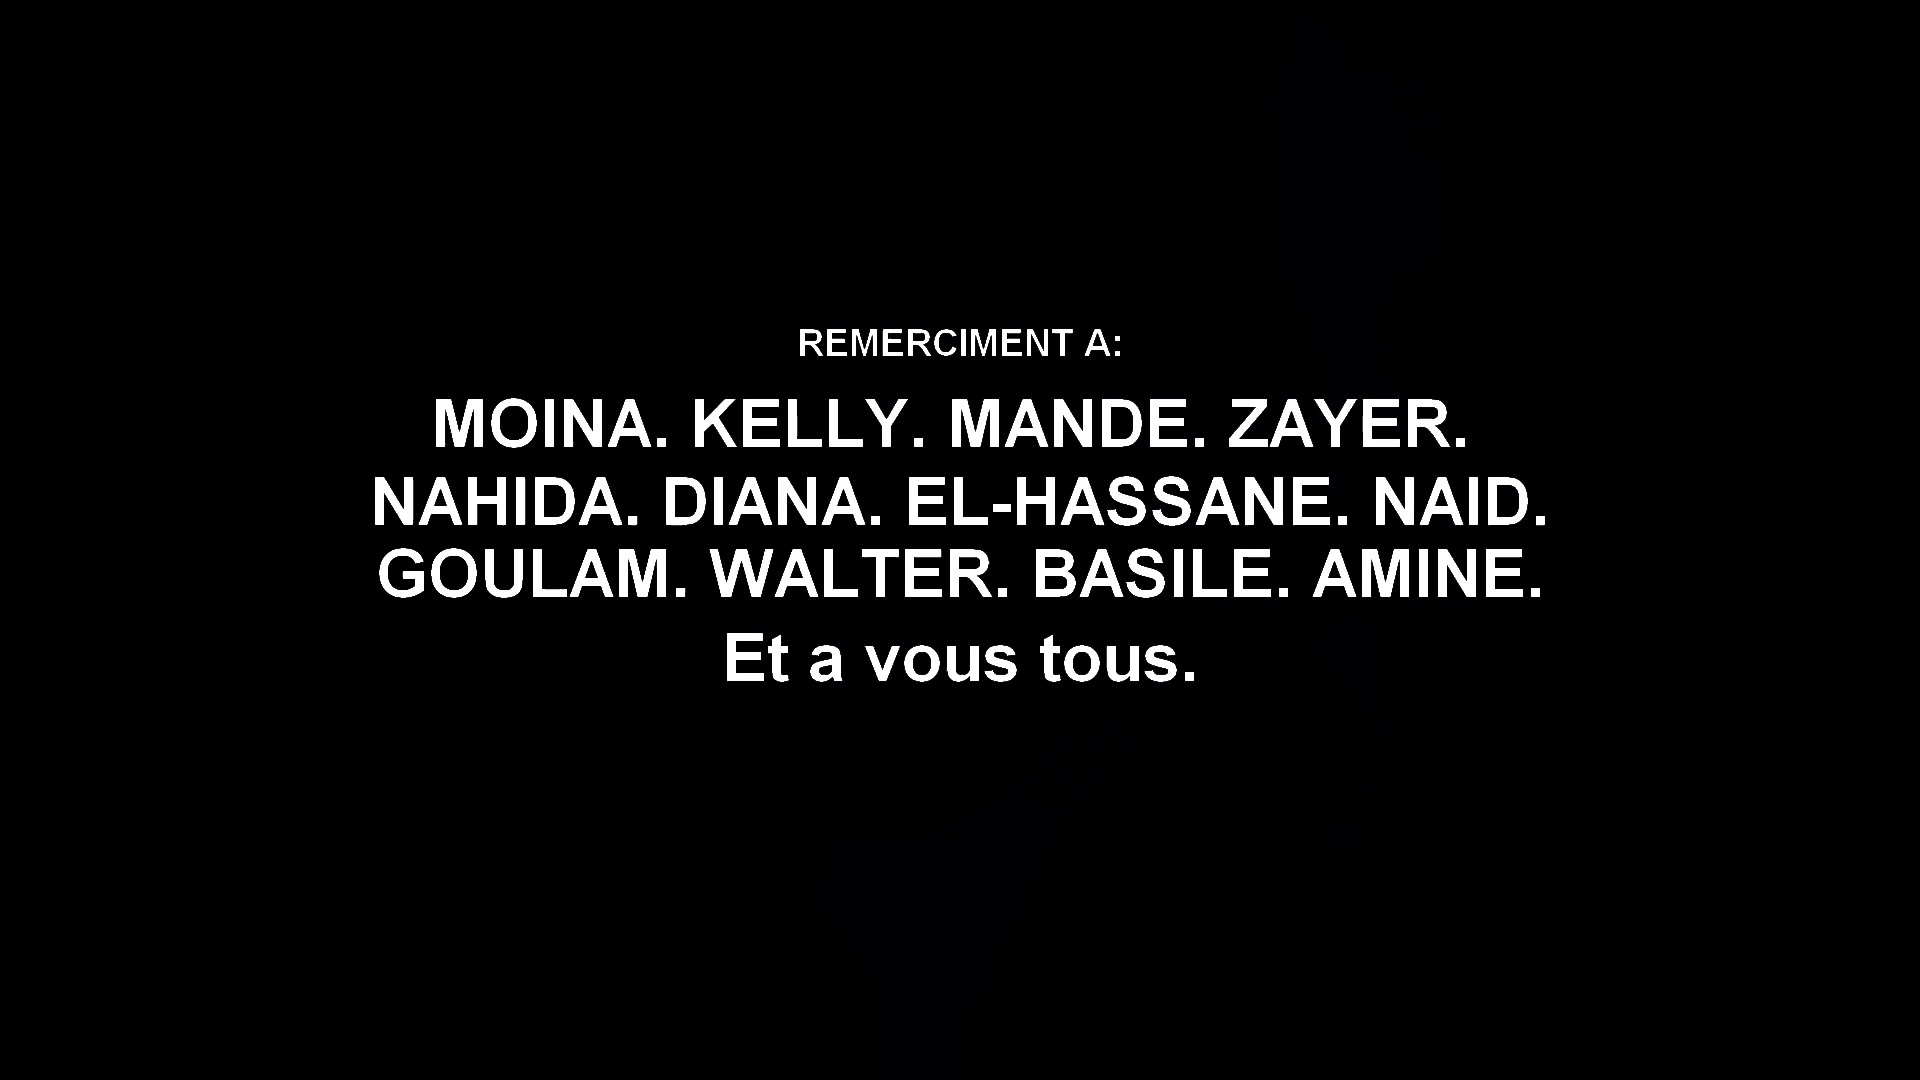 REMERCIMENT A:
MOINA. KELLY. MANDE. ZAYER.
NAHIDA. DIANA. EL-HASSANE. NAID.
GOULAM. WALTER. BASILE. AMINE.
Et a vous tous.